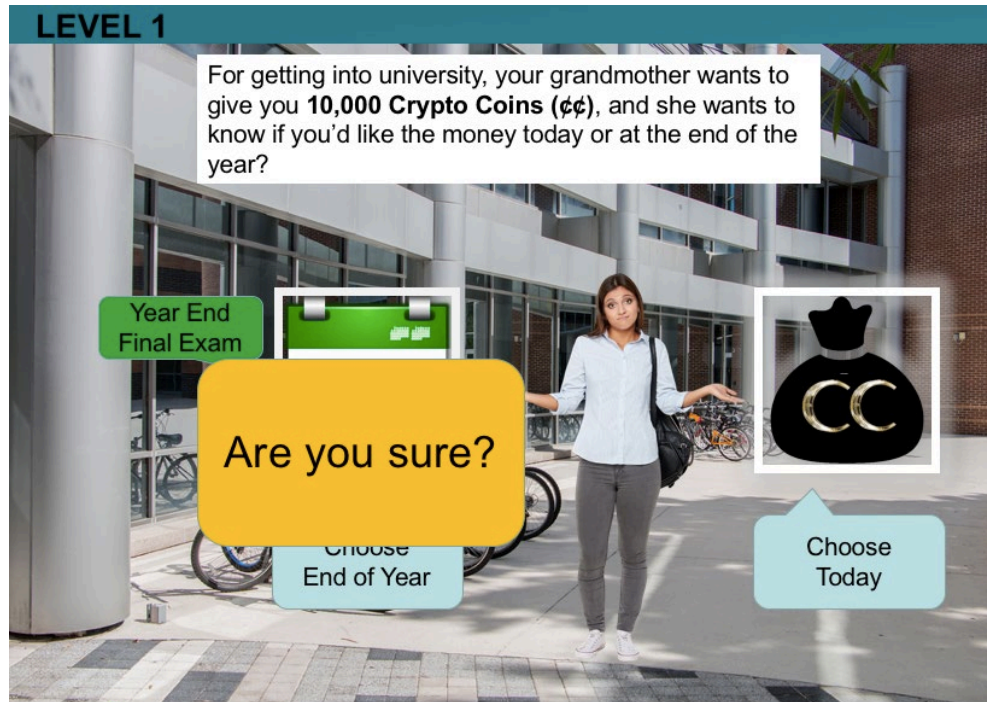 LEVEL 1
For getting into university, your grandmother wants to
give you 10,000 Crypto Coins (¢¢), and she wants to
know if you’d like the money today or at the end of the
year?
Year End
Final Exam
Are you sure?
Choose
End of Year
CC
Choose
Today